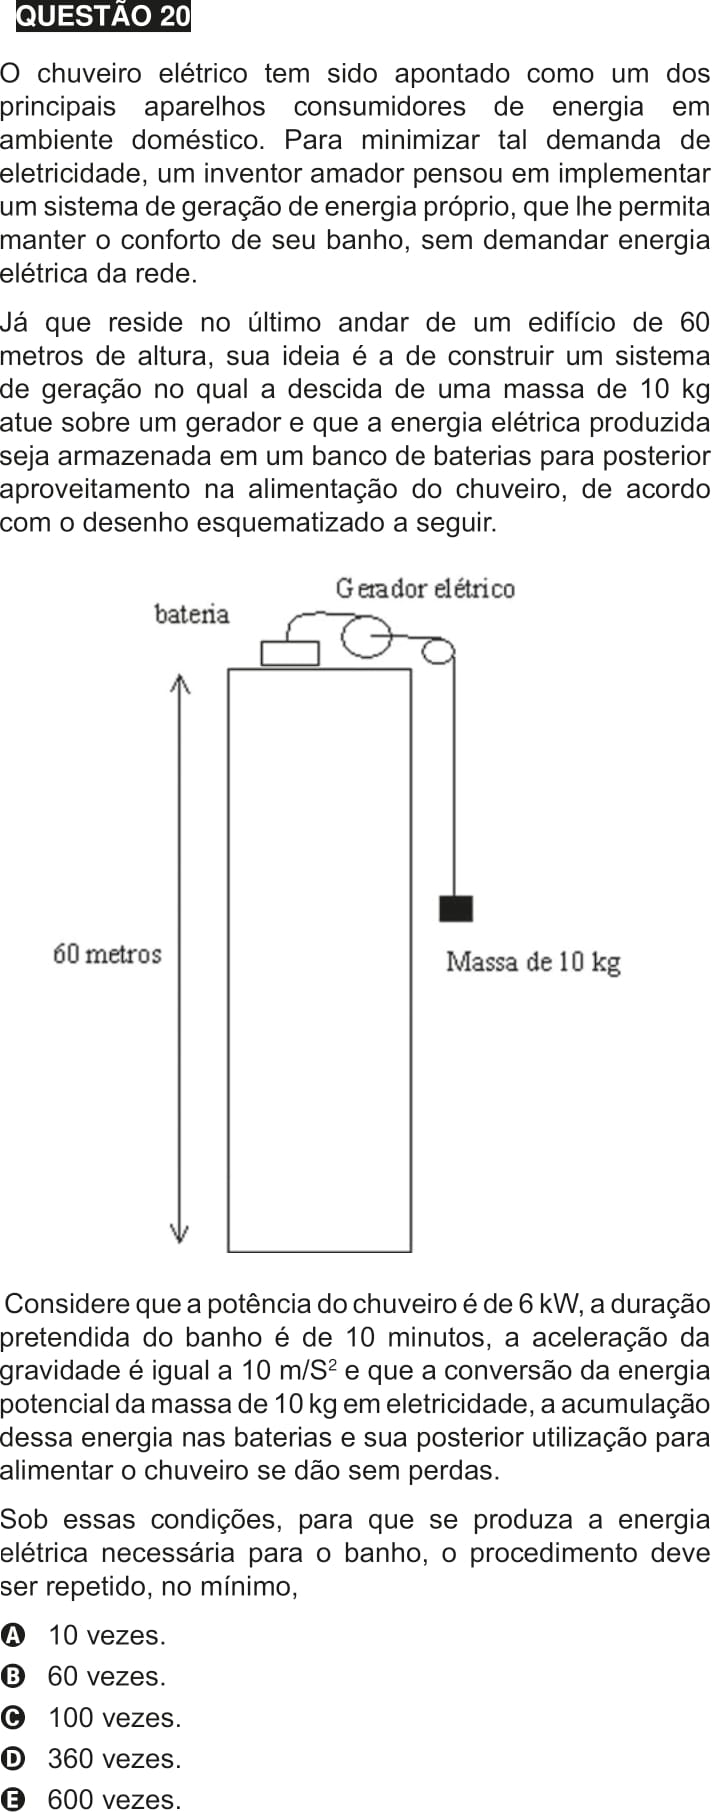 QUESTÃO 20
O chuveiro elétrico tem sido apontado como um dos
principais aparelhos consumidores de energia em
ambiente doméstico. Para minimizar tal demanda de
eletricidade, um inventor amador pensou em implementar
um sistema de geração de energia próprio, que lhe permita
manter o conforto de seu banho, sem demandar energia
elétrica da rede.
Já que reside no último andar de um edifício de 60
metros de altura, sua ideia é a de construir um sistema
de geração no qual a descida de uma massa de 10 kg
atue sobre um gerador e que a energia elétrica produzida
seja armazenada em um banco de baterias para posterior
aproveitamento na alimentação do chuveiro, de acordo
com o desenho esquematizado a seguir.
Gerador elétrico
bateria
60 metros
Massa de 10 kg
Considere que a potência do chuveiro é de 6 kW, a duração
pretendida do banho é de 10 minutos, a aceleração da
gravidade é igual a 10 m/S² e que a conversão da energia
potencial da massa de 10 kg em eletricidade, a acumulação
dessa energia nas baterias e sua posterior utilização para
alimentar o chuveiro se dão sem perdas.
Sob essas condições, para que se produza a energia
elétrica necessária para o banho, o procedimento deve
ser repetido, no mínimo,
A 10 vezes.
B 60 vezes.
C 100 vezes.
D 360 vezes.
E 600 vezes.